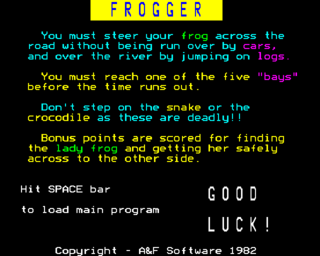 FROGGER
You must steer your frog across the
road without being run over by cars,
and over the river by jumping on logs.
You must reach one of the five "bays"
before the time runs out.
Don't step on the snake or the
crocodile as these are deadly!!
Bonus points are scored for finding
the lady frog and getting her safely
across to the other side.
Hit SPACE bar
to load main program
GOOD
LUCK!
Copyright - A&F Software 1982